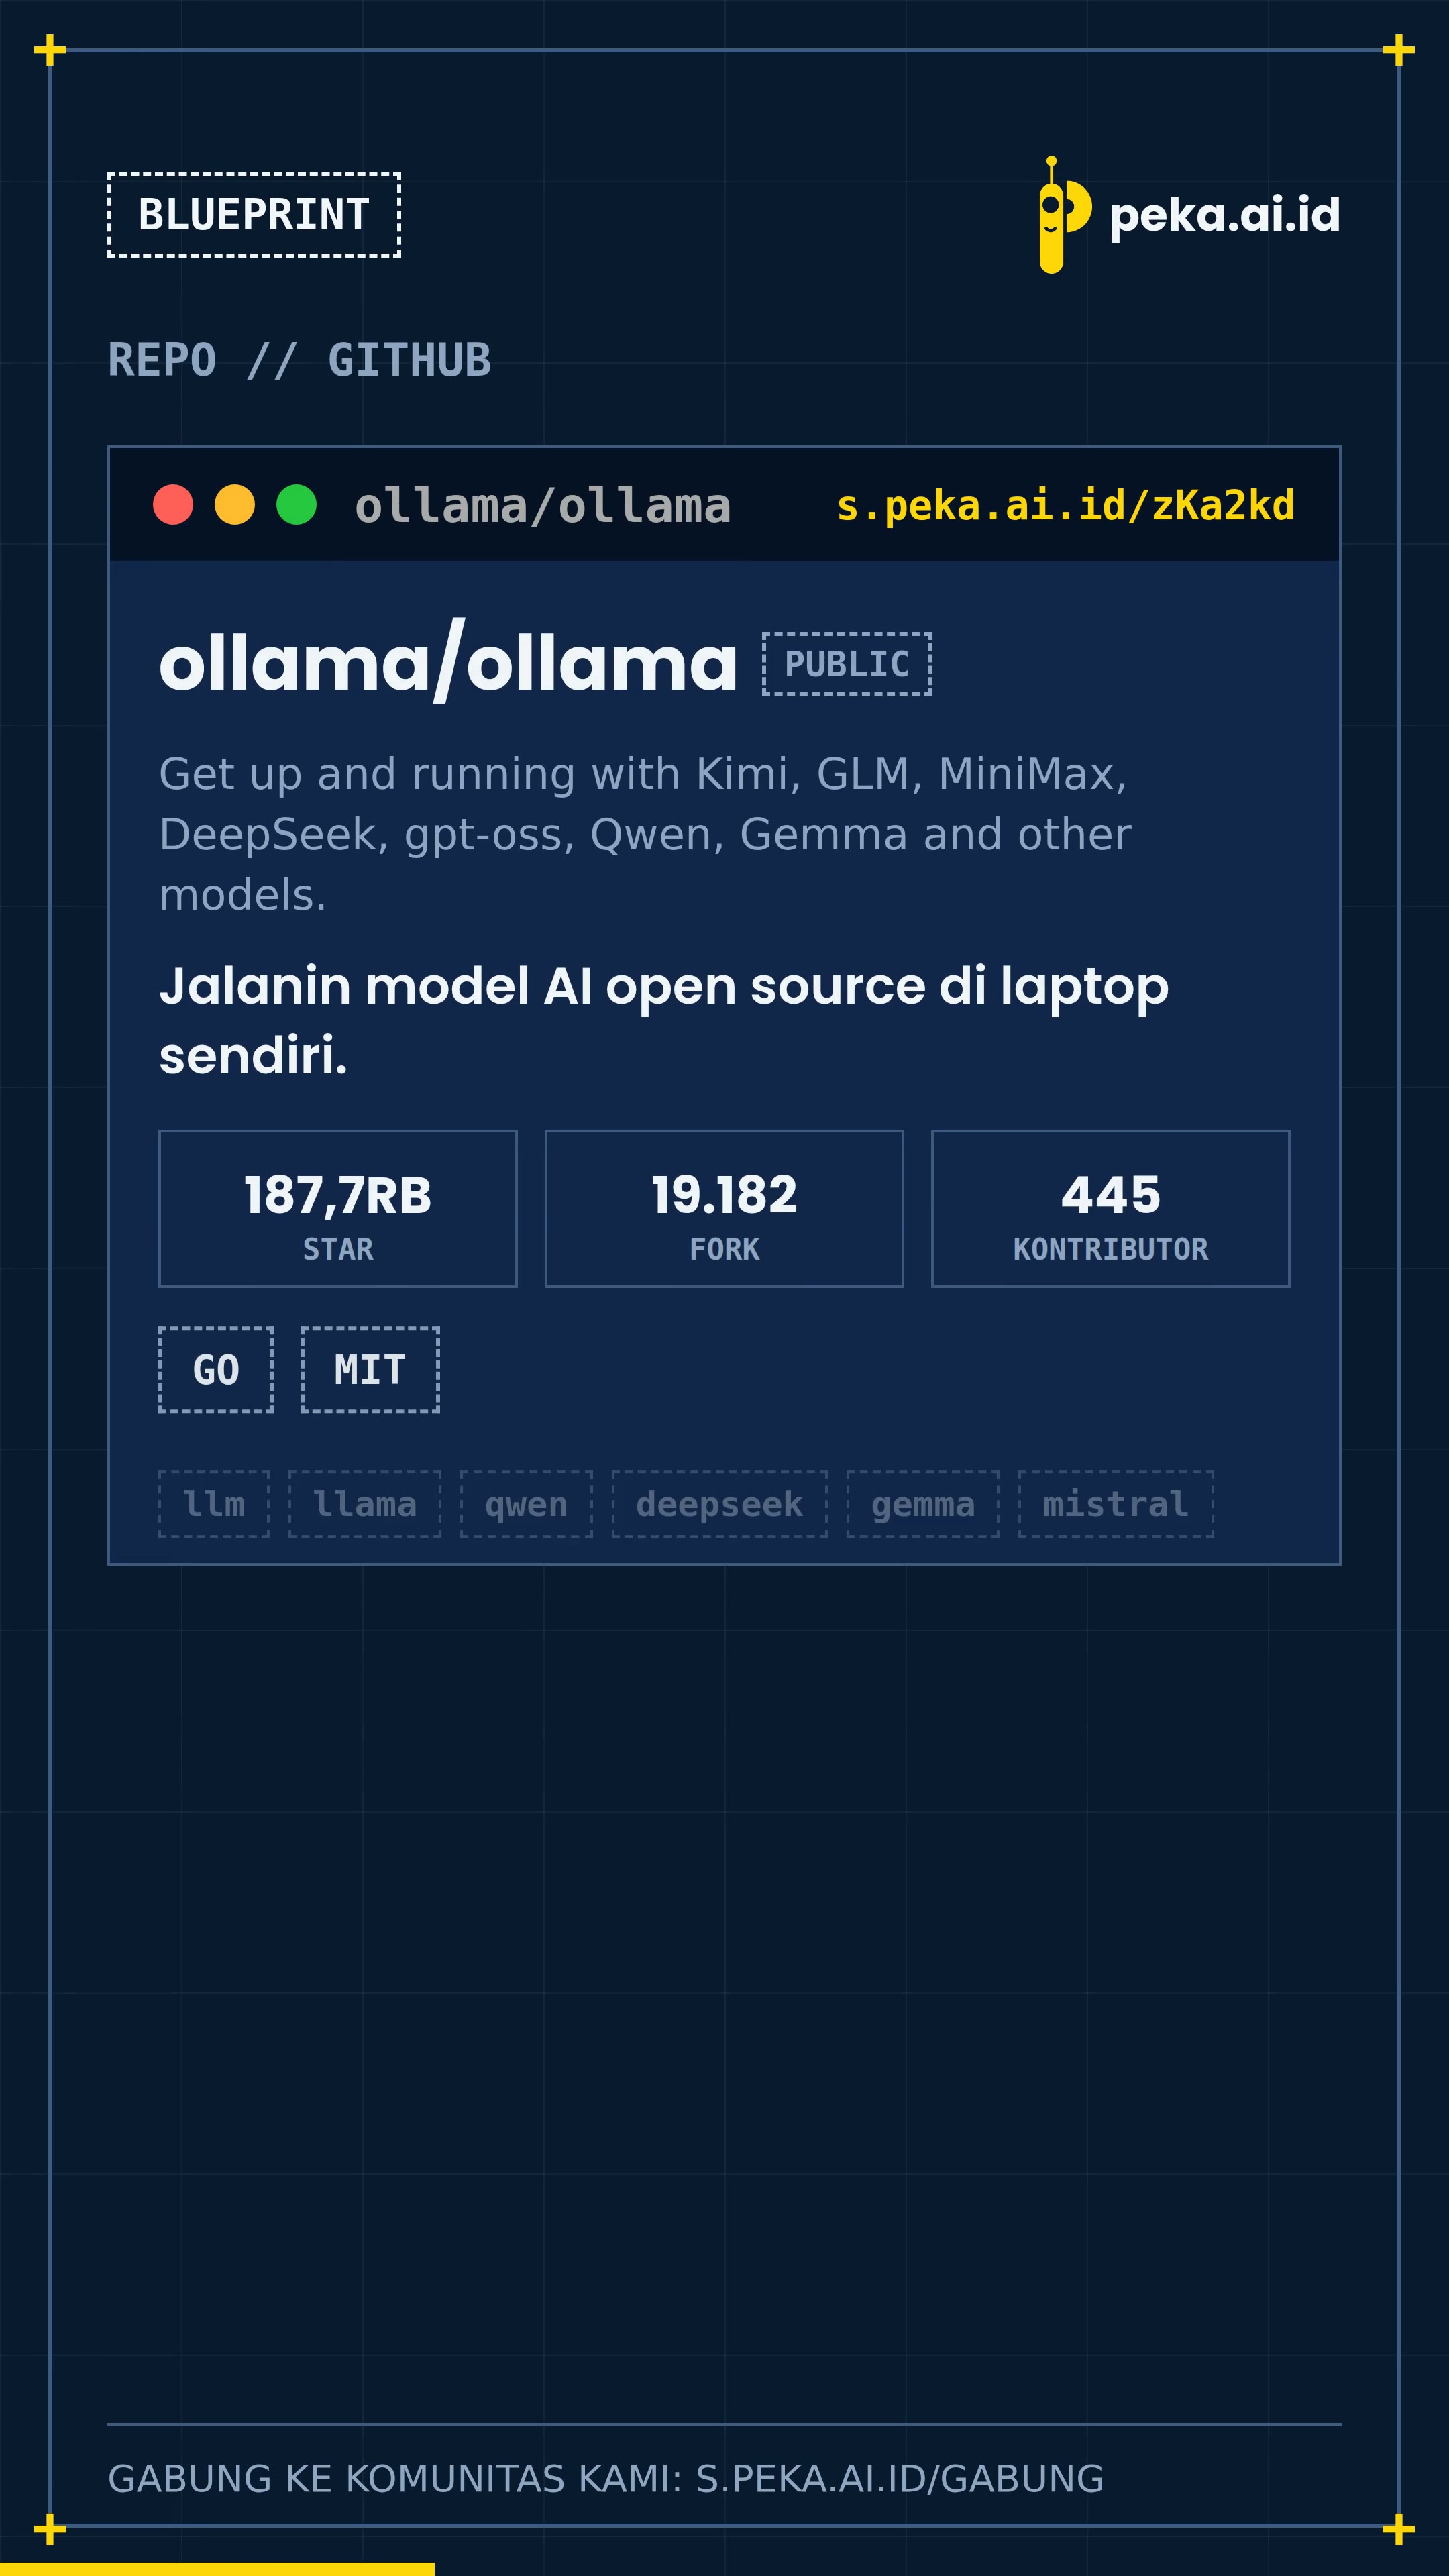 BLUEPRINT
peka.ai.id
REPO // GITHUB
ollama/ollama
s.peka.ai.id/zKa2kd
ollama/ollama
PUBLIC
Get up and running with Kimi, GLM, MiniMax,
DeepSeek, gpt-oss, Qwen, Gemma and other
models.
Jalanin model AI open source di laptop
sendiri.
187,7RB
STAR
19.182
FORK
445
KONTRIBUTOR
GO
MIT
llm
llama
qwen
deepseek
gemma
mistral
GABUNG KE KOMUNITAS KAMI: S.PEKA.AI.ID/GABUNG